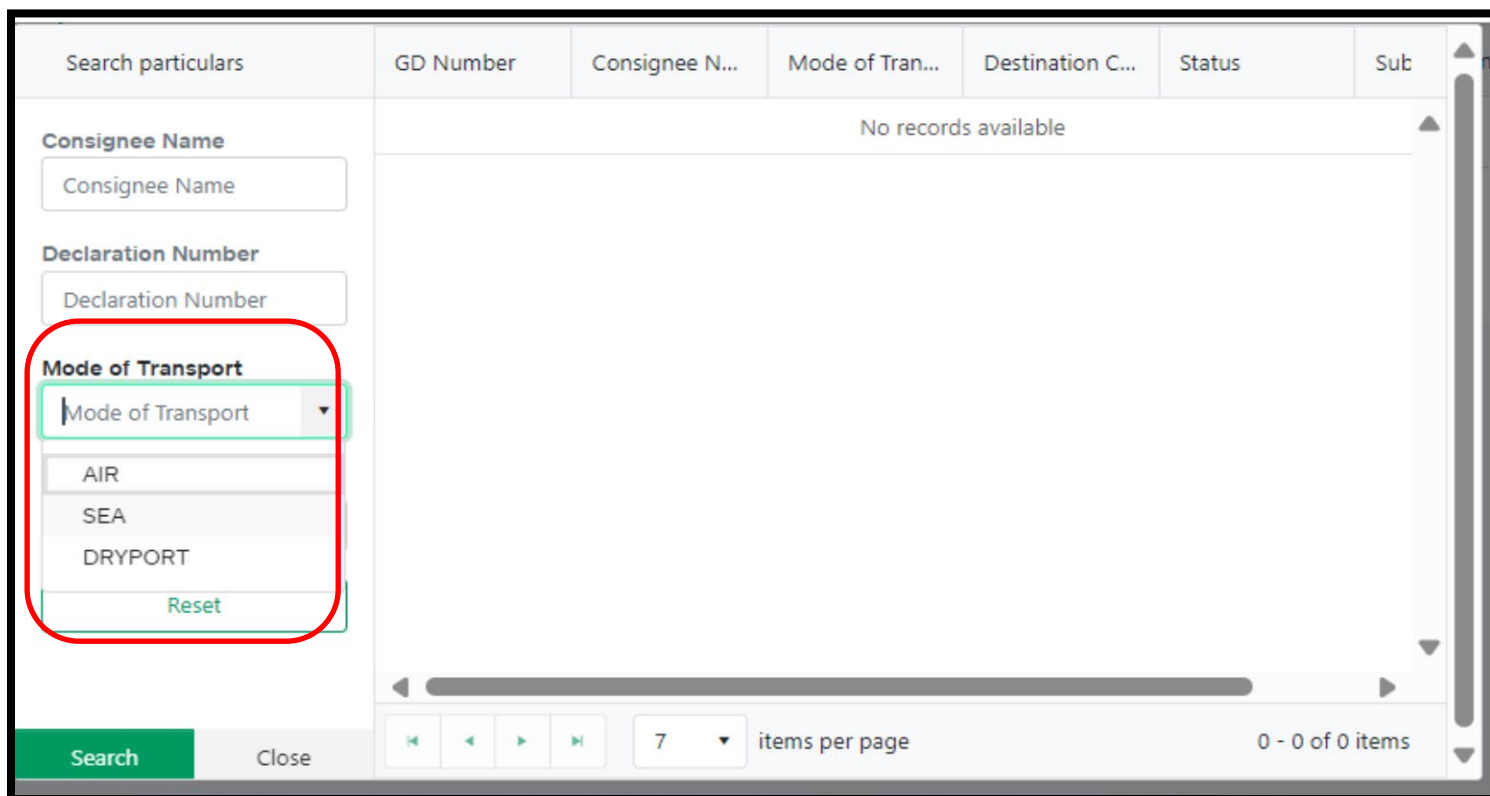 Search particulars
GD Number
Consignee N...
Mode of Tran...
Destination C...
Status
Sub
No records available
Consignee Name
Consignee Name
Declaration Number
Declaration Number
Mode of Transport
Mode of Transport
AIR
SEA
DRYPORT
Reset
Search
Close
7
items per page
0 - 0 of 0 items